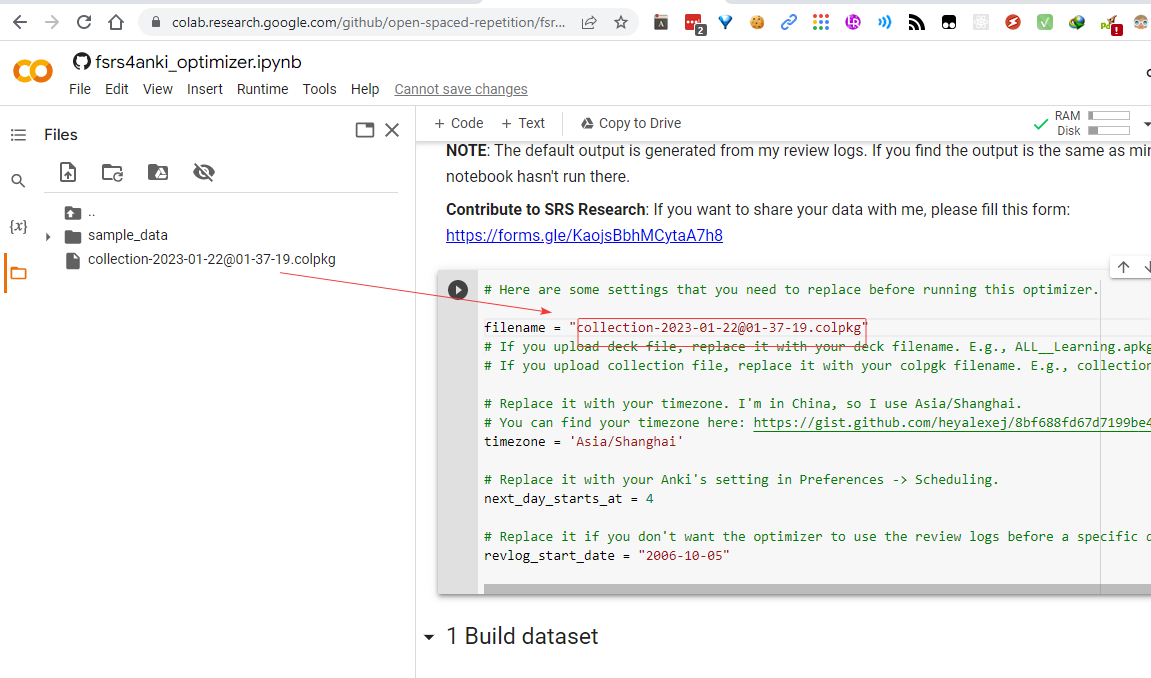 colab.research.google.com/github/open-spaced-repetition/fsr...
2
fsrs4anki_optimizer.ipynb
File Edit View Insert Runtime Tools Help Cannot save changes
Files
+ Code + Text Copy to Drive
RAM
Disk
..
sample_data
collection-2023-01-22@01-37-19.colpkg
{x}
NOTE: The default output is generated from my review logs. If you find the output is the same as
notebook hasn't run there.
Contribute to SRS Research: If you want to share your data with me, please fill this form:
https://forms.gle/KaojsBbhMCytaA7h8
# Here are some settings that you need to replace before running this optimizer.
filename = "collection-2023-01-22@01-37-19.colpkg"
# If you upload deck file, replace it with your deck filename. E.g., ALL__Learning.apkg
# If you upload collection file, replace it with your colpgk filename. E.g., collection
# Replace it with your timezone. I'm in China, so I use Asia/Shanghai.
# You can find your timezone here: https://gist.github.com/heyalexej/8bf688fd67d7199be4
timezone = 'Asia/Shanghai'
# Replace it with your Anki's setting in Preferences -> Scheduling.
next_day_starts_at = 4
# Replace it if you don't want the optimizer to use the review logs before a specific
revlog_start_date = "2006-10-05"
1 Build dataset